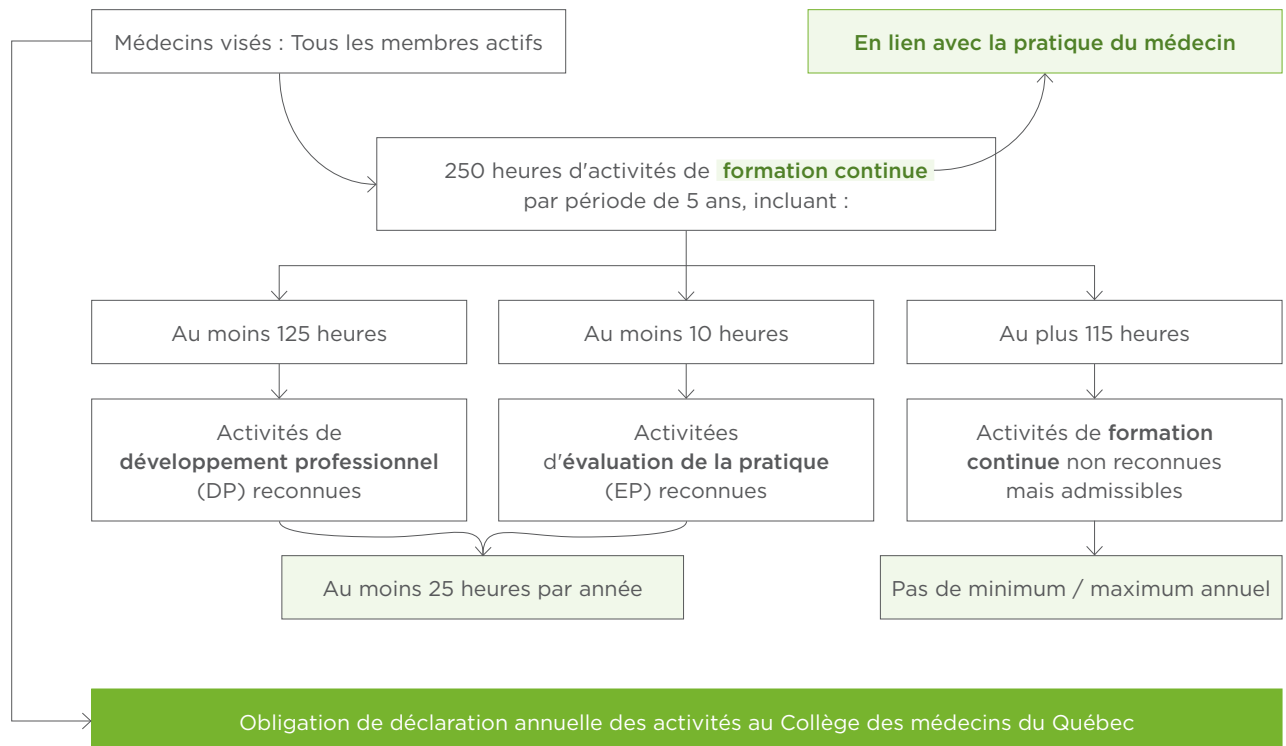 Médecins visés : Tous les membres actifs
En lien avec la pratique du médecin
250 heures d'activités de formation continue
par période de 5 ans, incluant :
Au moins 125 heures
Au moins 10 heures
Au plus 115 heures
Activités de
développement professionnel
(DP) reconnues
Activitées
d'évaluation de la pratique
(EP) reconnues
Activités de formation
continue non reconnues
mais admissibles
Au moins 25 heures par année
Pas de minimum / maximum annuel
Obligation de déclaration annuelle des activités au Collège des médecins du Québec